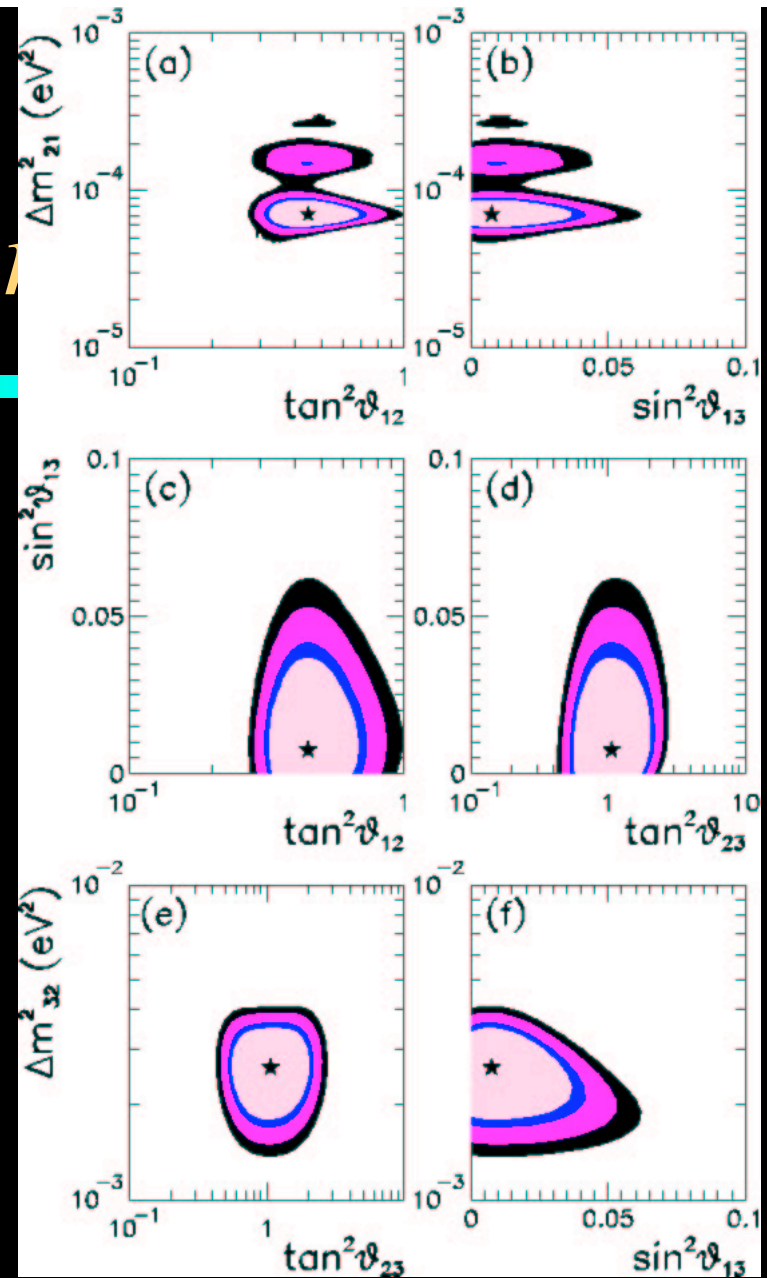 10⁻³ 10⁻³
(a) (b)
Δm²₂₁ (eV²)
10⁻⁴ 10⁻⁴
10⁻⁵ 10⁻⁵
10⁻¹ 1 0 0.05 0.1
tan²ϑ₁₂ sin²ϑ₁₃
0.1 0.1
(c) (d)
sin²ϑ₁₃
0.05 0.05
0 0
10⁻¹ 1 10⁻¹ 1 10
tan²ϑ₁₂ tan²ϑ₂₃
10⁻² 10⁻²
(e) (f)
Δm²₃₂ (eV²)
10⁻³ 10⁻³
10⁻¹ 1 0 0.05 0.1
tan²ϑ₂₃ sin²ϑ₁₃